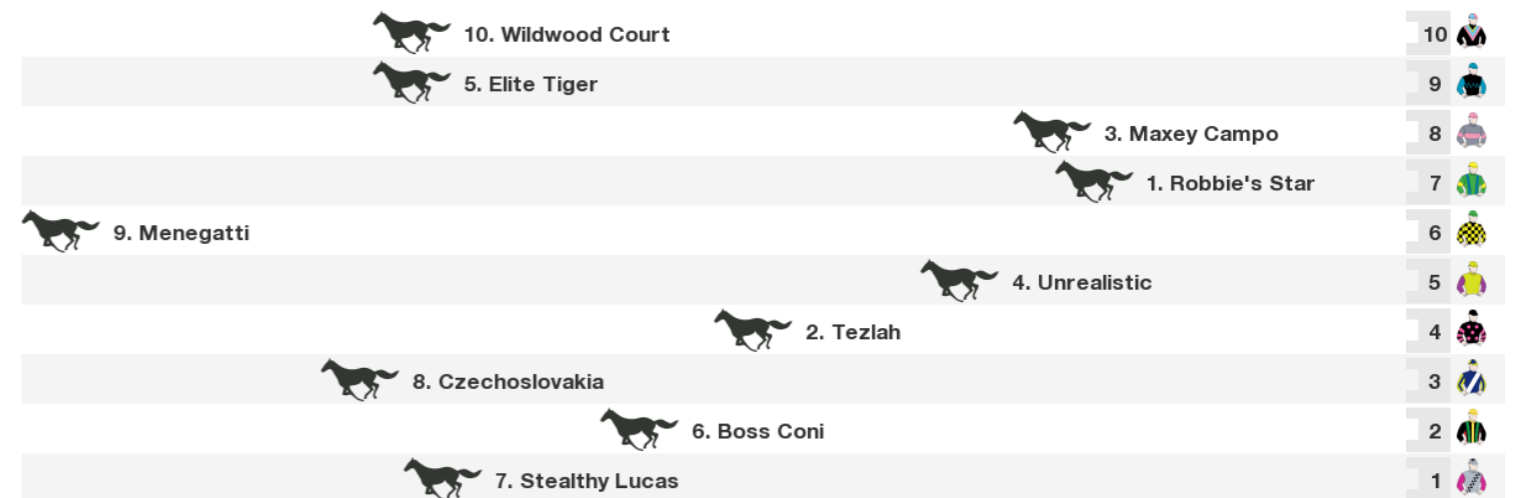 10. Wildwood Court 10
5. Elite Tiger 9
3. Maxey Campo 8
1. Robbie's Star 7
9. Menegatti 6
4. Unrealistic 5
2. Tezlah 4
8. Czechoslovakia 3
6. Boss Coni 2
7. Stealthy Lucas 1